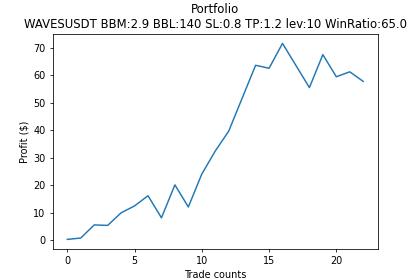 Portfolio
WAVESUSDT BBM:2.9 BBL:140 SL:0.8 TP:1.2 lev:10 WinRatio:65.0
70
60
50
40
30
20
10
0
Profit ($)
0 5 10 15 20
Trade counts